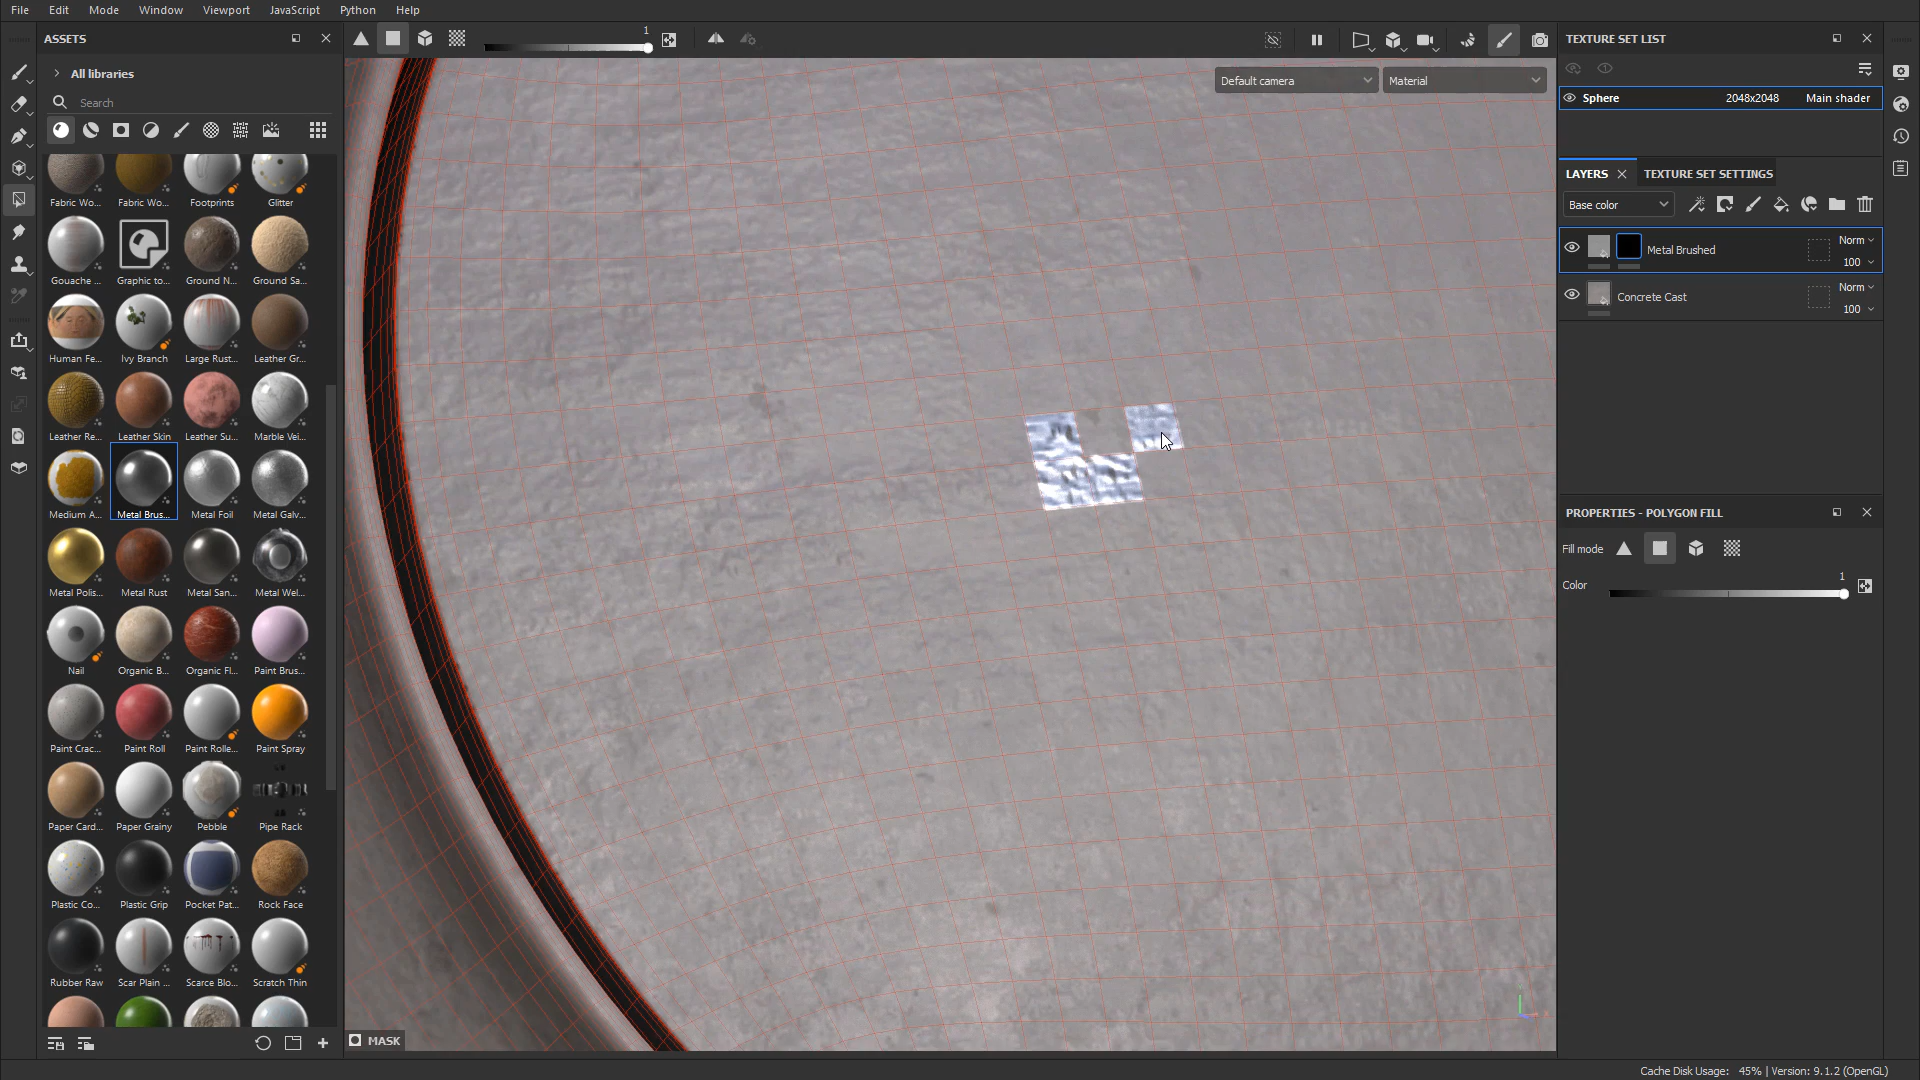 File Edit Mode Window Viewport JavaScript Python Help
ASSETS
All libraries
Search
Fabric Wo... Fabric Wo... Footprints Glitter
Gouache ... Graphic to... Ground N... Ground Sa...
Human Fe... Ivy Branch Large Rust... Leather Gr...
Leather Re... Leather Skin Leather Su... Marble Vei...
Medium A... Metal Brus... Metal Foil Metal Galv...
Metal Polis... Metal Rust Metal San... Metal Wel...
Nail Organic B... Organic Fl... Paint Brus...
Paint Crac... Paint Roll Paint Rolle... Paint Spray
Paper Card... Paper Grainy Pebble Pipe Rack
Plastic Co... Plastic Grip Pocket Pat... Rock Face
Rubber Raw Scar Plain ... Scarce Blo... Scratch Thin
1
Default camera Material
MASK
TEXTURE SET LIST
Sphere 2048x2048 Main shader
LAYERS TEXTURE SET SETTINGS
Base color
Metal Brushed Norm
100
Concrete Cast Norm
100
PROPERTIES - POLYGON FILL
Fill mode
Color 1
Cache Disk Usage: 45% | Version: 9.1.2 (OpenGL)